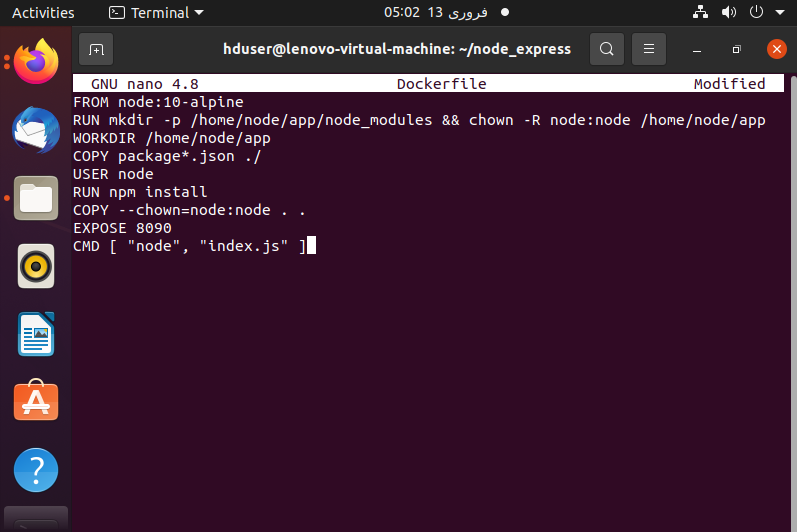 Activities
Terminal
05:02 13 فروری
hduser@lenovo-virtual-machine: ~/node_express
GNU nano 4.8 Dockerfile Modified
FROM node:10-alpine
RUN mkdir -p /home/node/app/node_modules && chown -R node:node /home/node/app
WORKDIR /home/node/app
COPY package*.json ./
USER node
RUN npm install
COPY --chown=node:node . .
EXPOSE 8090
CMD [ "node", "index.js" ]